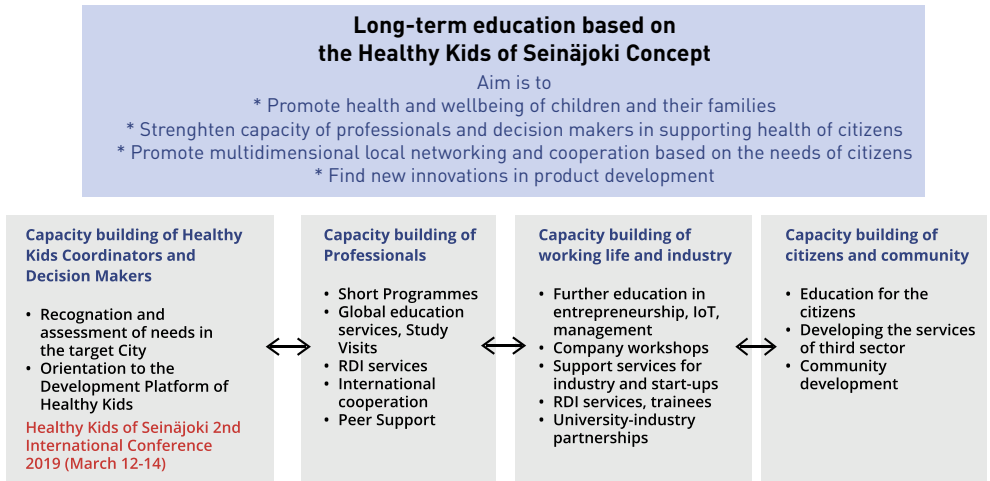 Long-term education based on
the Healthy Kids of Seinäjoki Concept
Aim is to
* Promote health and wellbeing of children and their families
* Strenghten capacity of professionals and decision makers in supporting health of citizens
* Promote multidimensional local networking and cooperation based on the needs of citizens
* Find new innovations in product development
Capacity building of Healthy
Kids Coordinators and
Decision Makers
• Recognation and
assessment of needs in
the target City
• Orientation to the
Development Platform of
Healthy Kids
Healthy Kids of Seinäjoki 2nd
International Conference
2019 (March 12-14)
Capacity building of
Professionals
• Short Programmes
• Global education
services, Study
Visits
• RDI services
• International
cooperation
• Peer Support
Capacity building of
working life and industry
• Further education in
entrepreneurship, IoT,
management
• Company workshops
• Support services for
industry and start-ups
• RDI services, trainees
• University-industry
partnerships
Capacity building of
citizens and community
• Education for the
citizens
• Developing the services
of third sector
• Community
development